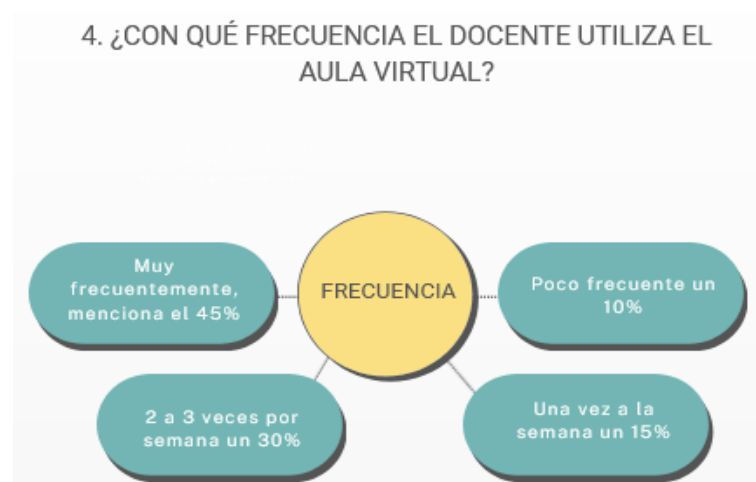 4. ¿CON QUÉ FRECUENCIA EL DOCENTE UTILIZA EL
AULA VIRTUAL?
Muy
frecuentemente,
menciona el 45%
FRECUENCIA
Poco frecuente un
10%
2 a 3 veces por
semana un 30%
Una vez a la
semana un 15%